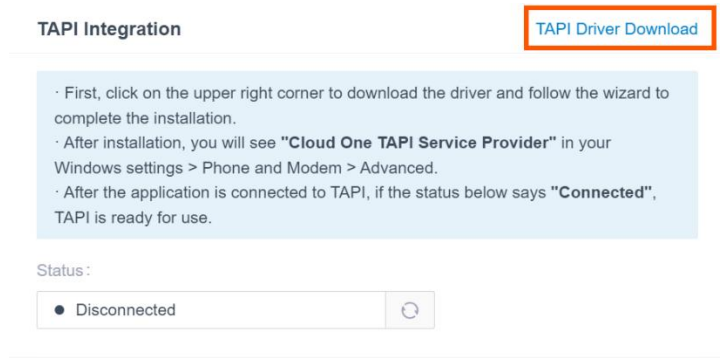 TAPI Integration
TAPI Driver Download
· First, click on the upper right corner to download the driver and follow the wizard to
complete the installation.
· After installation, you will see "Cloud One TAPI Service Provider" in your
Windows settings > Phone and Modem > Advanced.
· After the application is connected to TAPI, if the status below says "Connected",
TAPI is ready for use.
Status:
Disconnected